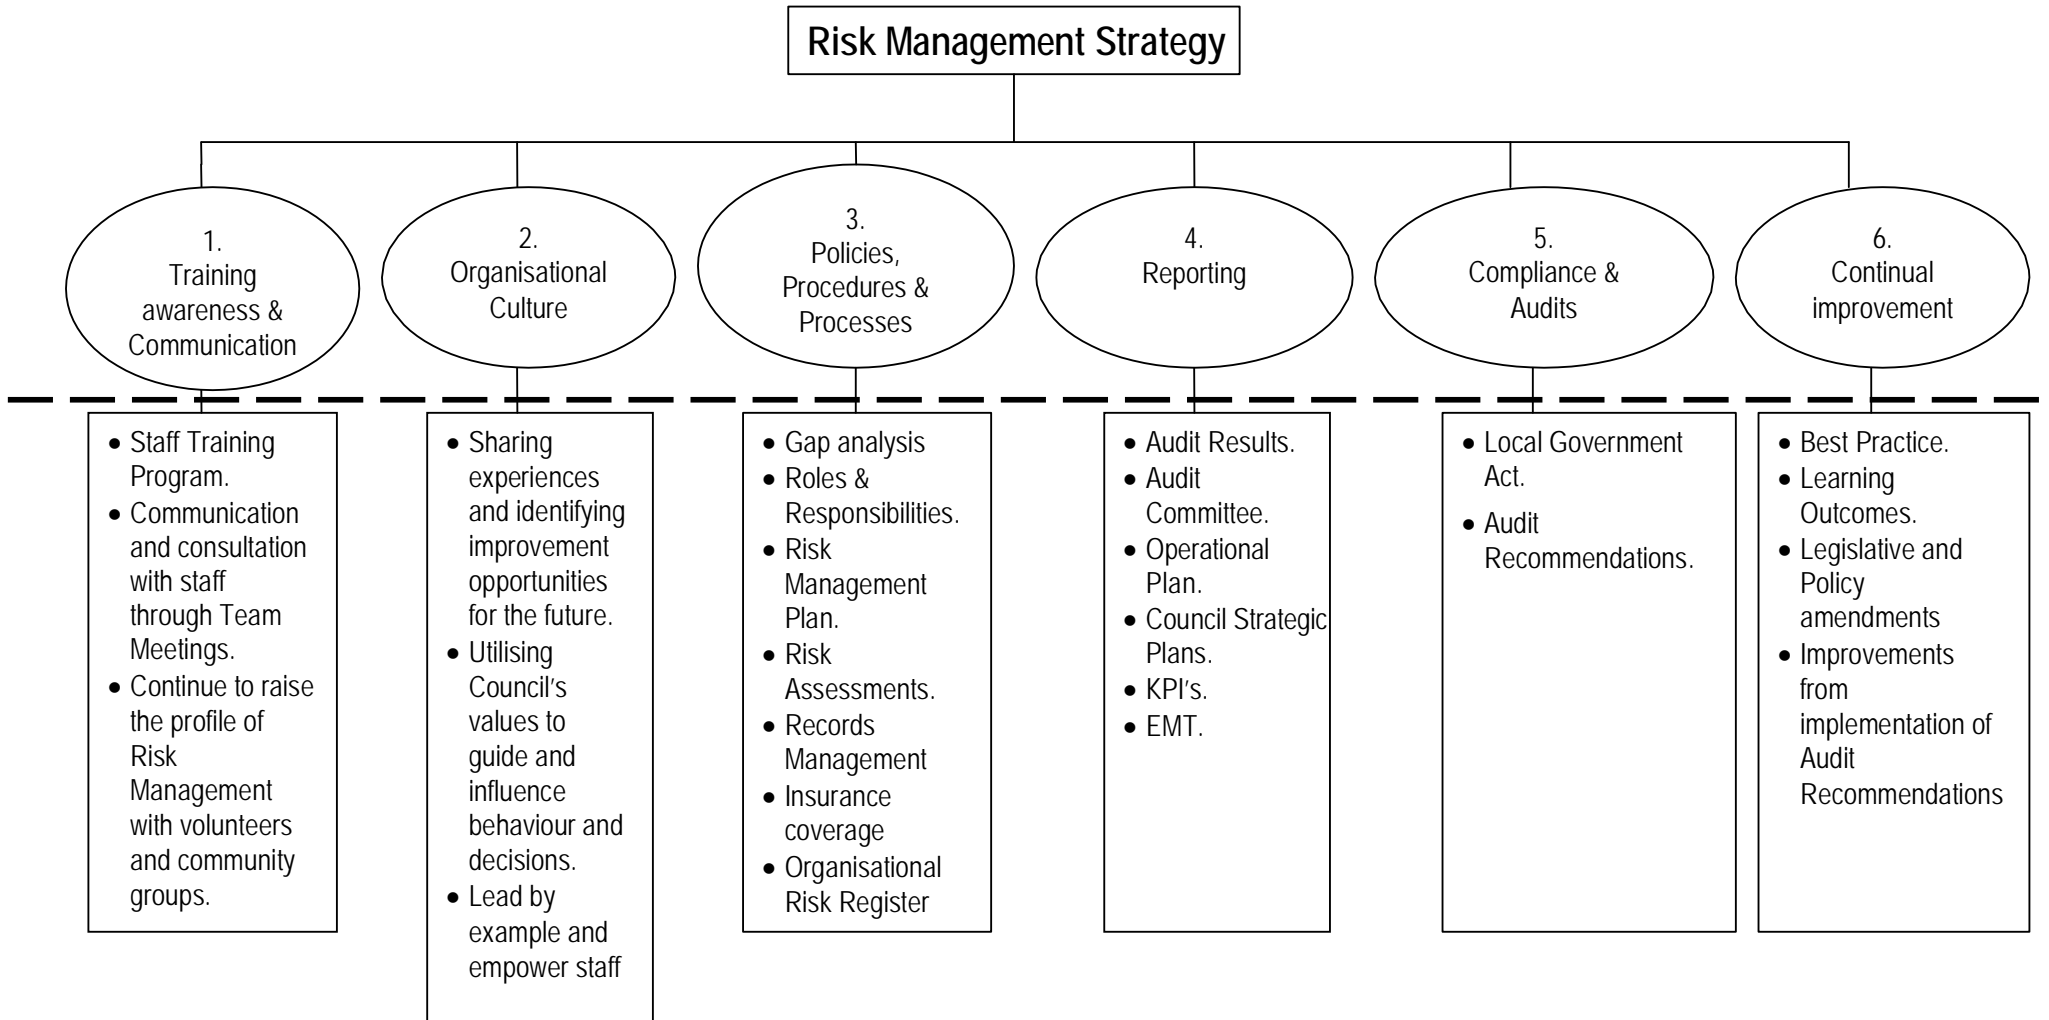 Risk Management Strategy
1.
Training
awareness &
Communication
2.
Organisational
Culture
3.
Policies,
Procedures &
Processes
4.
Reporting
5.
Compliance &
Audits
6.
Continual
improvement
• Staff Training
Program.
• Communication
and consultation
with staff
through Team
Meetings.
• Continue to raise
the profile of
Risk
Management
with volunteers
and community
groups.
• Sharing
experiences
and identifying
improvement
opportunities
for the future.
• Utilising
Council's
values to
guide and
influence
behaviour and
decisions.
• Lead by
example and
empower staff
• Gap analysis
• Roles &
Responsibilities.
• Risk
Management
Plan.
• Risk
Assessments.
• Records
Management
• Insurance
coverage
• Organisational
Risk Register
• Audit Results.
• Audit
Committee.
• Operational
Plan.
• Council Strategic
Plans.
• KPI's.
• EMT.
• Local Government
Act.
• Audit
Recommendations.
• Best Practice.
• Learning
Outcomes.
• Legislative and
Policy
amendments
• Improvements
from
implementation of
Audit
Recommendations